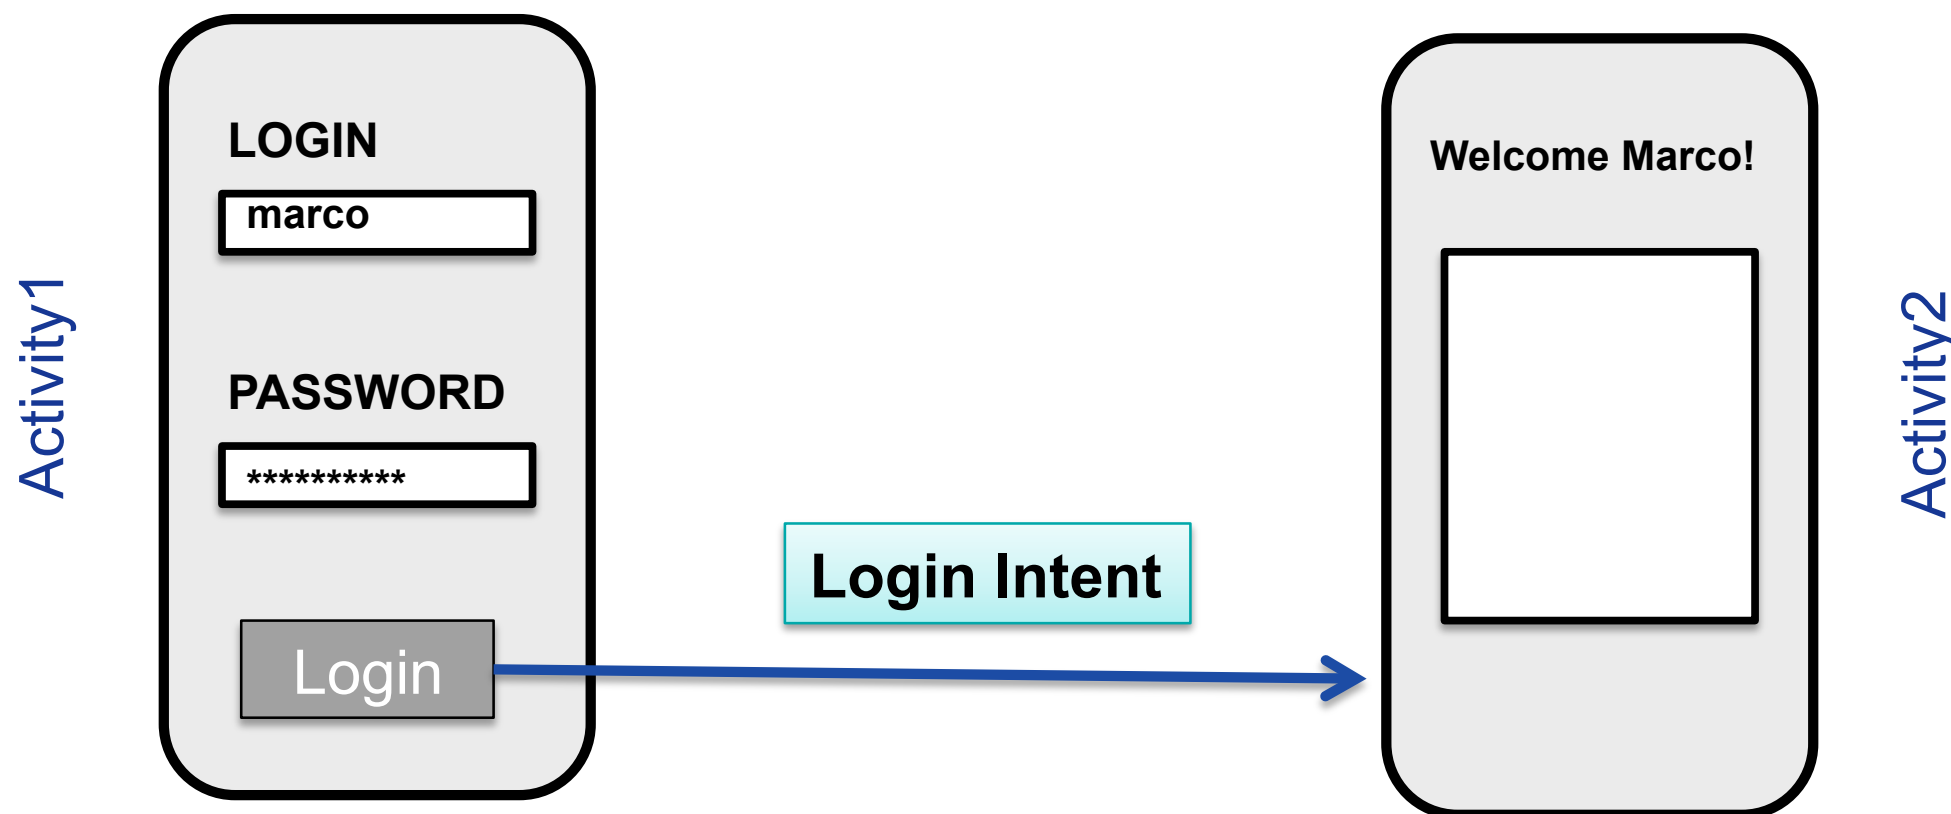 Activity1
LOGIN
marco
PASSWORD
**********
Login
Login Intent
Welcome Marco!
Activity2